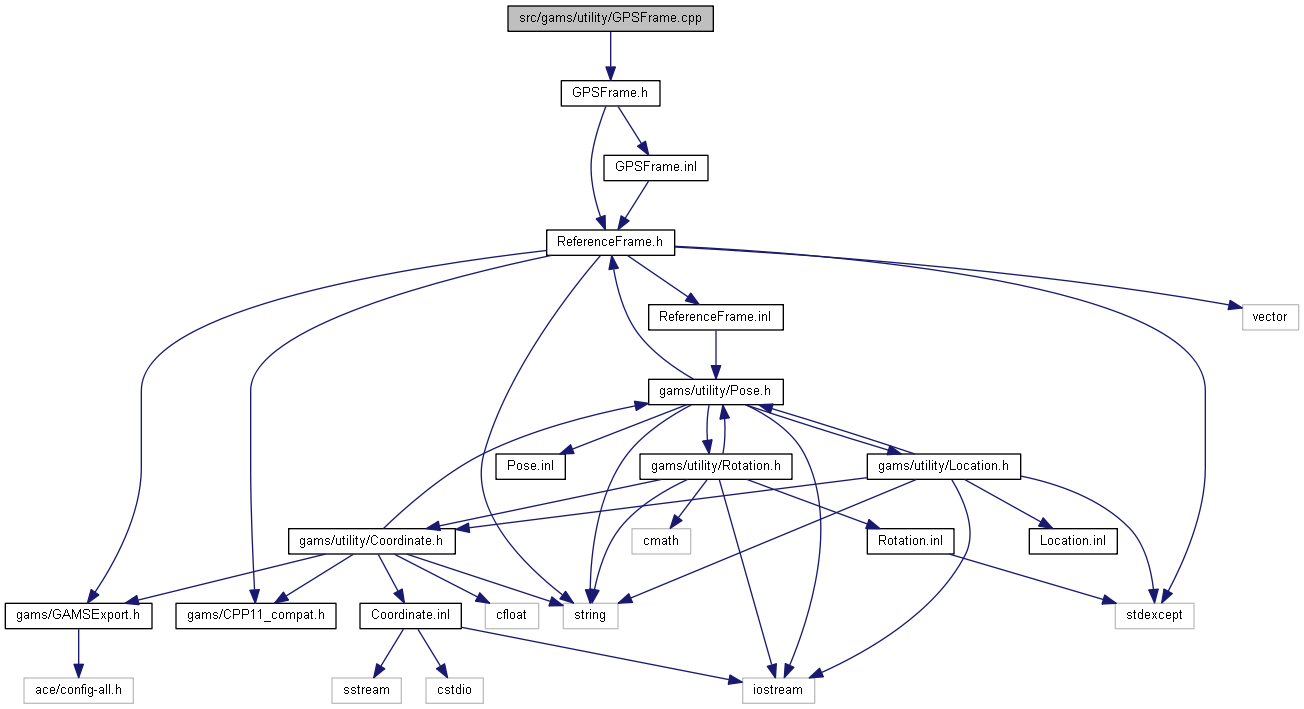 src/gams/utility/GPSFrame.cpp
GPSFrame.h
GPSFrame.inl
ReferenceFrame.h
ReferenceFrame.inl
vector
gams/utility/Pose.h
Pose.inl
gams/utility/Rotation.h
gams/utility/Location.h
gams/utility/Coordinate.h
cmath
Rotation.inl
Location.inl
gams/GAMSExport.h
gams/CPP11_compat.h
Coordinate.inl
cfloat
string
stdexcept
ace/config-all.h
sstream
cstdio
iostream